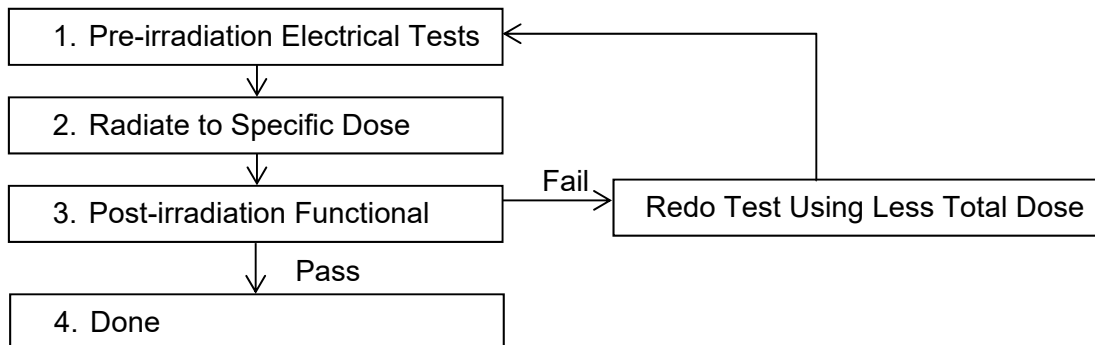 1. Pre-irradiation Electrical Tests
2. Radiate to Specific Dose
Fail
3. Post-irradiation Functional
Redo Test Using Less Total Dose
Pass
4. Done